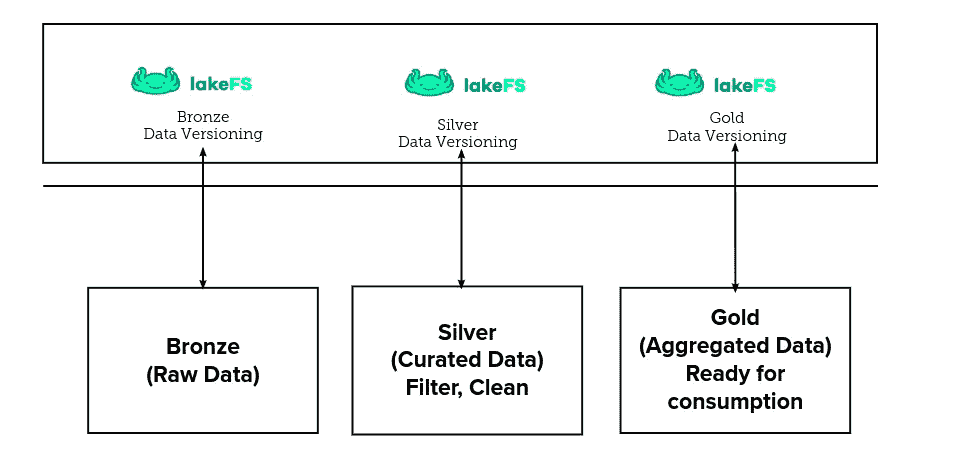 lakeFS
Bronze
Data Versioning
lakeFS
Silver
Data Versioning
lakeFS
Gold
Data Versioning
Bronze
(Raw Data)
Silver
(Curated Data)
Filter, Clean
Gold
(Aggregated Data)
Ready for
consumption